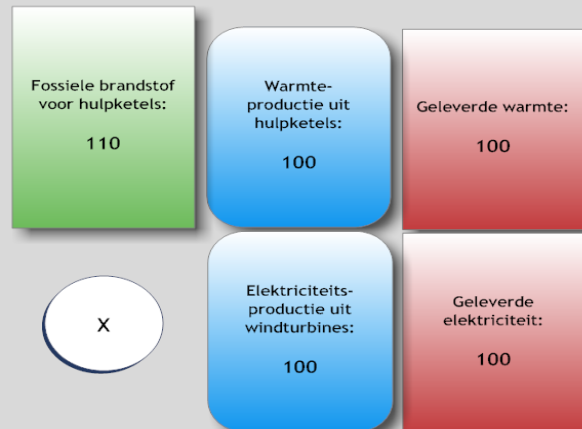 Fossiele brandstof
voor hulpketels:
110
Warmte-
productie uit
hulpketels:
100
Geleverde warmte:
100
X
Elektriciteits-
productie uit
windturbines:
100
Geleverde
elektriciteit:
100